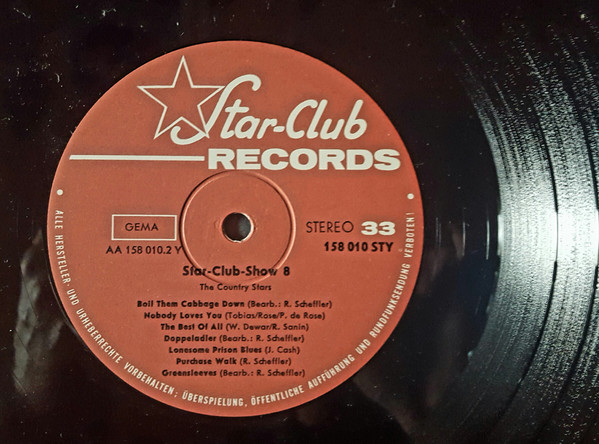 Star-Club
RECORDS
GEMA
STEREO 33
AA 158 010.2 Y
158 010 STY
Star-Club-Show 8
The Country Stars
Boil Them Cabbage Down (Bearb.: R. Scheffler)
Nobody Loves You (Tobias/Rose/P. de Rose)
The Best Of All (W. Dewar/R. Sanin)
Doppeladler (Bearb.: R. Scheffler)
Lonesome Prison Blues (J. Cash)
Purchase Walk (R. Scheffler)
Greensleeves (Bearb.: R. Scheffler)
• ALLE HERSTELLER- UND URHEBERRECHTE VORBEHALTEN; ÜBERSPIELUNG, ÖFFENTLICHE AUFFÜHRUNG UND RUNDFUNKSENDUNG VERBOTEN! •